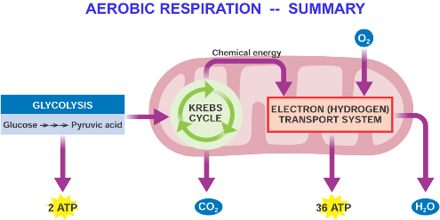 AEROBIC RESPIRATION -- SUMMARY
O₂
Chemical energy
GLYCOLYSIS
Glucose Pyruvic acid
KREBS
CYCLE
ELECTRON (HYDROGEN)
TRANSPORT SYSTEM
2 ATP
CO₂
36 ATP
H₂O